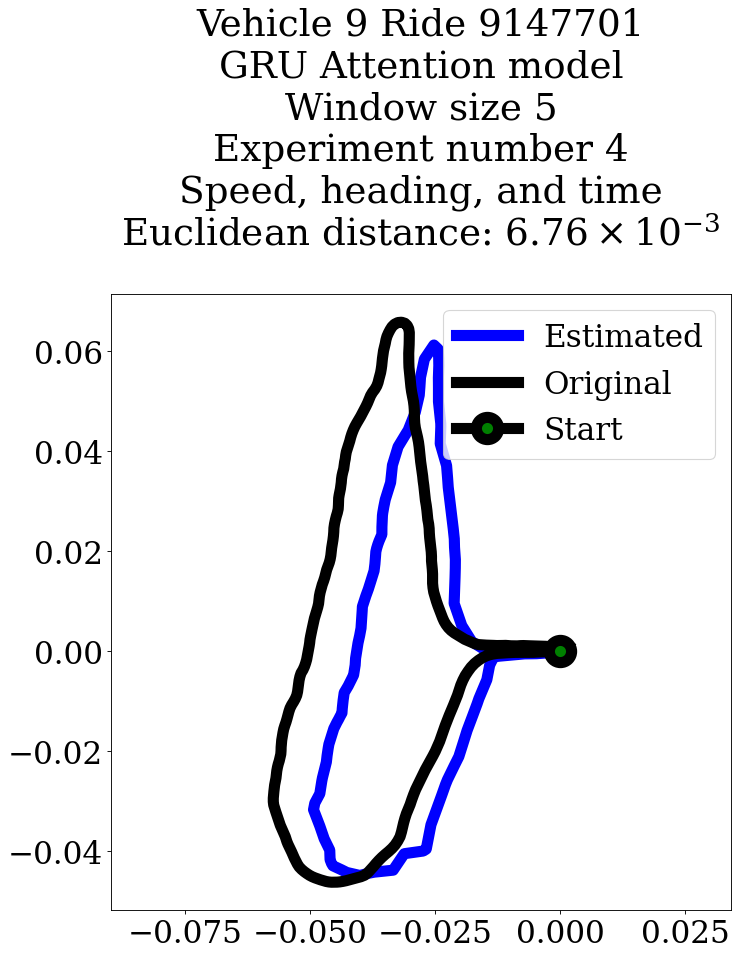 Vehicle 9 Ride 9147701
GRU Attention model
Window size 5
Experiment number 4
Speed, heading, and time
Euclidean distance: 6.76 × 10⁻³
Estimated
Original
Start
0.06
0.04
0.02
0.00
−0.02
−0.04
−0.075 −0.050 −0.025 0.000 0.025